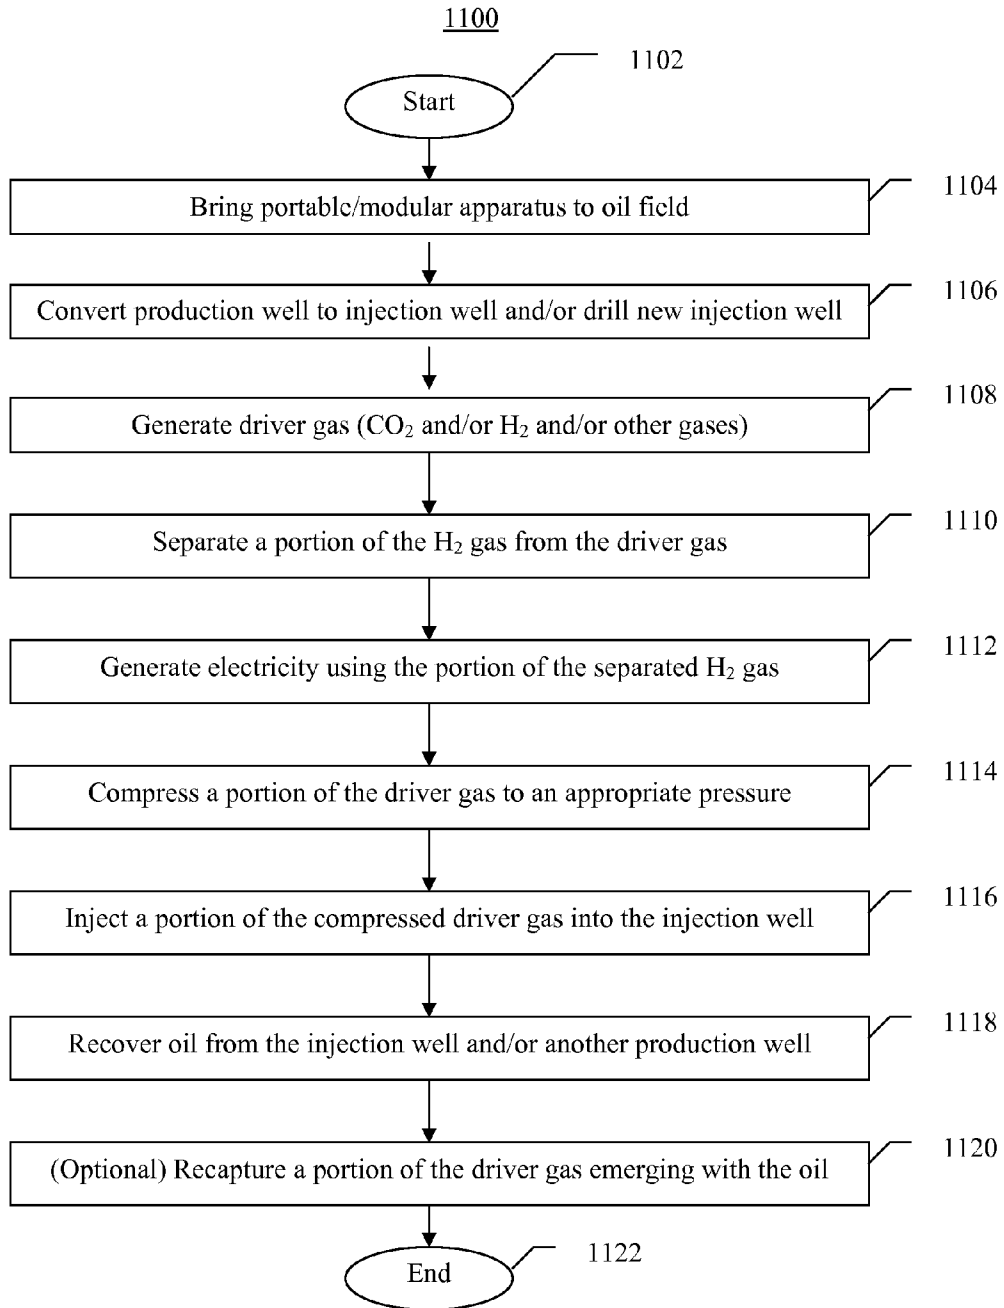 1100
1102
Start
1104
Bring portable/modular apparatus to oil field
1106
Convert production well to injection well and/or drill new injection well
1108
Generate driver gas (CO₂ and/or H₂ and/or other gases)
1110
Separate a portion of the H₂ gas from the driver gas
1112
Generate electricity using the portion of the separated H₂ gas
1114
Compress a portion of the driver gas to an appropriate pressure
1116
Inject a portion of the compressed driver gas into the injection well
1118
Recover oil from the injection well and/or another production well
1120
(Optional) Recapture a portion of the driver gas emerging with the oil
1122
End